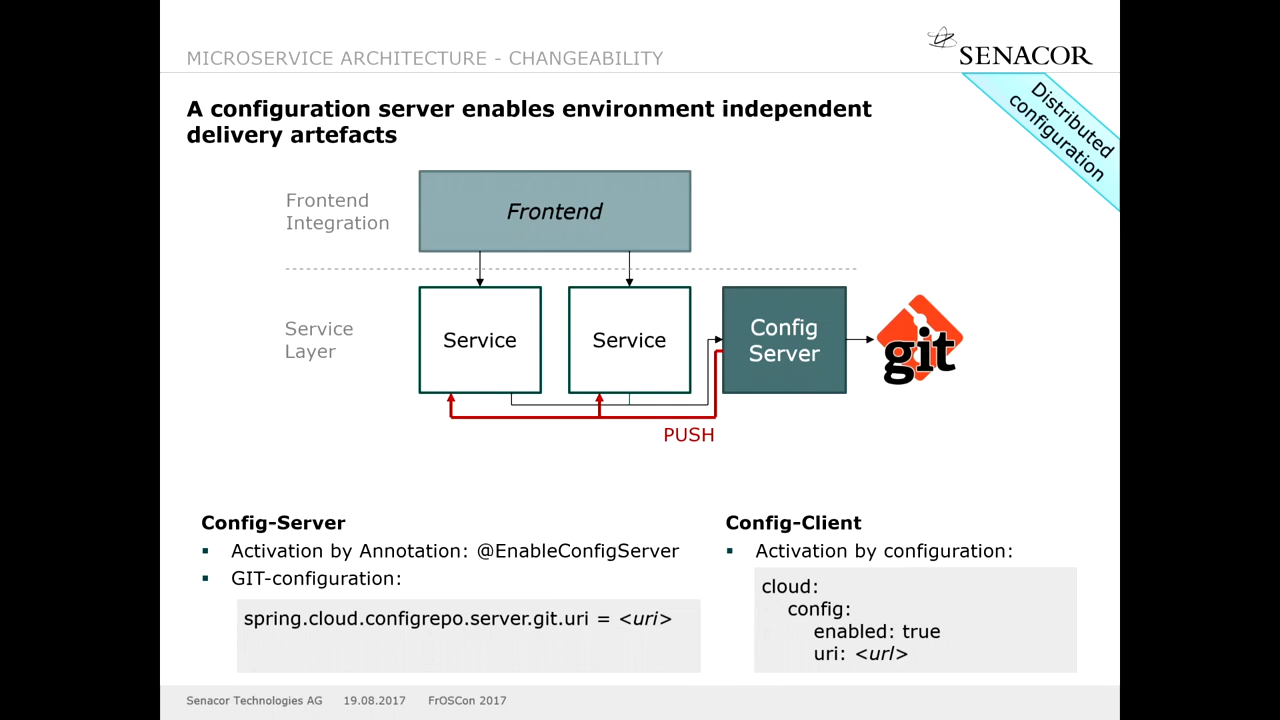 MICROSERVICE ARCHITECTURE - CHANGEABILITY
SENACOR
A configuration server enables environment independent
delivery artefacts
Distributed
configuration
Frontend
Integration
Frontend
Service
Layer
Service
Service
Config
Server
git
PUSH
Config-Server
▪ Activation by Annotation: @EnableConfigServer
▪ GIT-configuration:
spring.cloud.configrepo.server.git.uri = <uri>
Config-Client
▪ Activation by configuration:
cloud:
config:
enabled: true
uri: <url>
Senacor Technologies AG 19.08.2017 FrOSCon 2017